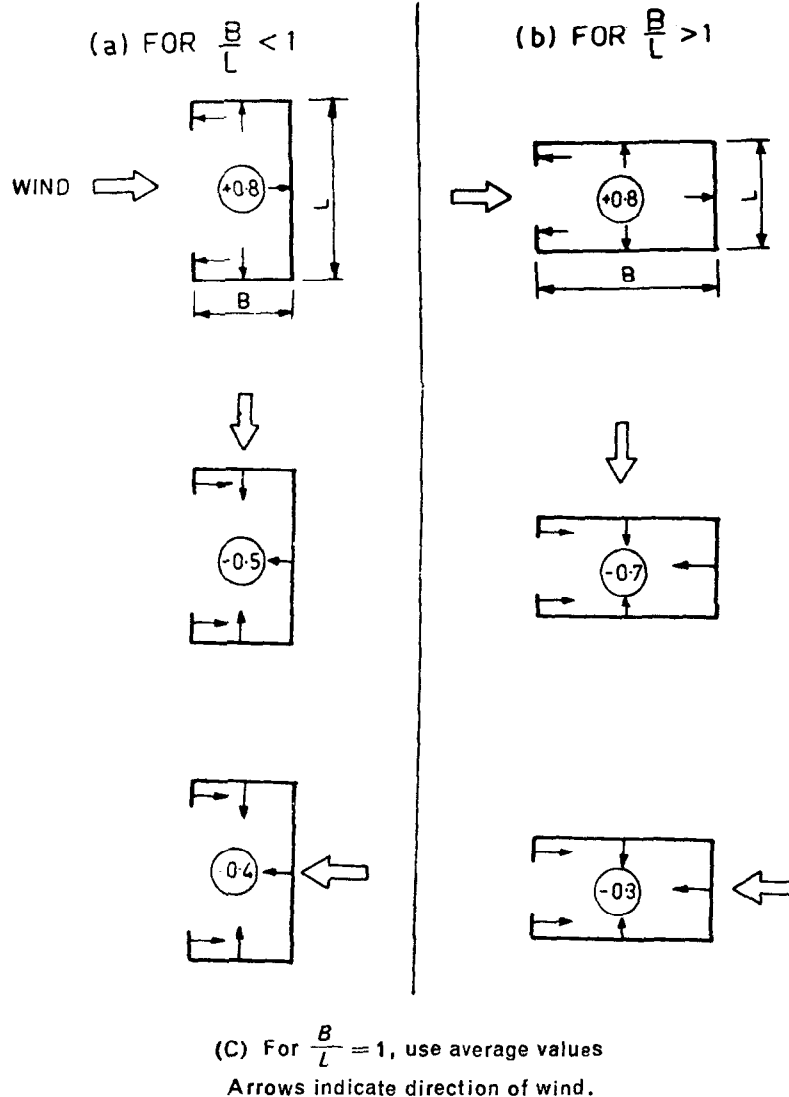 (a) FOR B/L < 1
(b) FOR B/L > 1
WIND
+0.8
L
B
+0.8
L
B
-0.5
-0.7
0.4
-0.3
(C) For B/L = 1, use average values
Arrows indicate direction of wind.